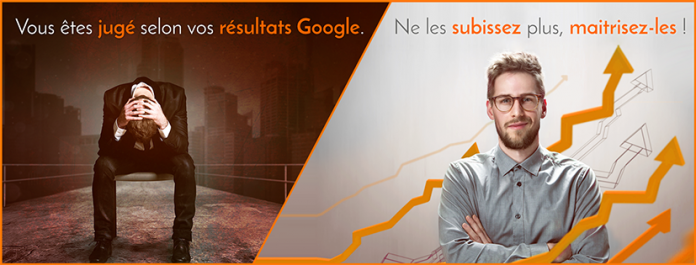 Vous êtes jugé selon vos résultats Google.
Ne les subissez plus, maitrisez-les !